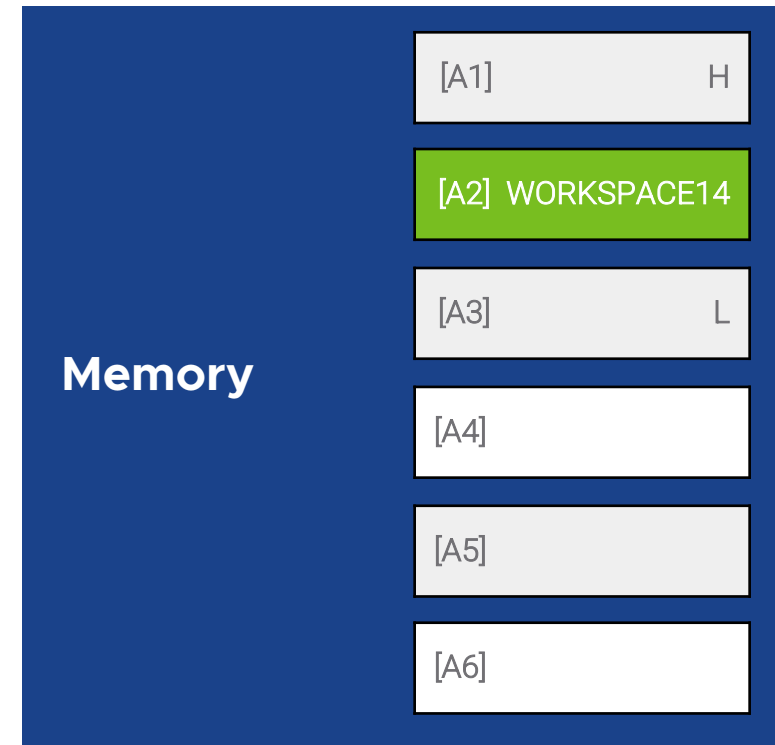 [A1] H
[A2] WORKSPACE14
[A3] L
Memory
[A4]
[A5]
[A6]